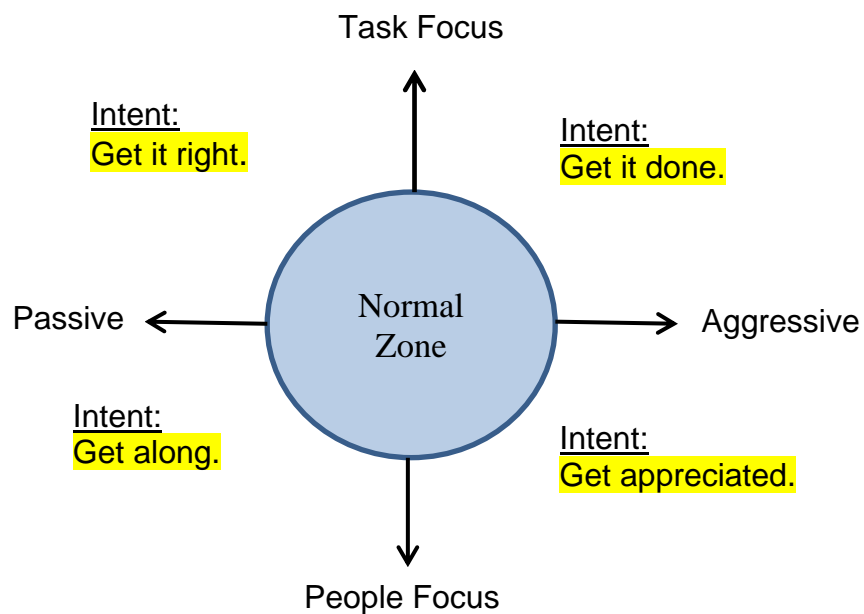 Task Focus
Intent:
Get it right.
Intent:
Get it done.
Normal
Zone
Passive
Aggressive
Intent:
Get along.
Intent:
Get appreciated.
People Focus